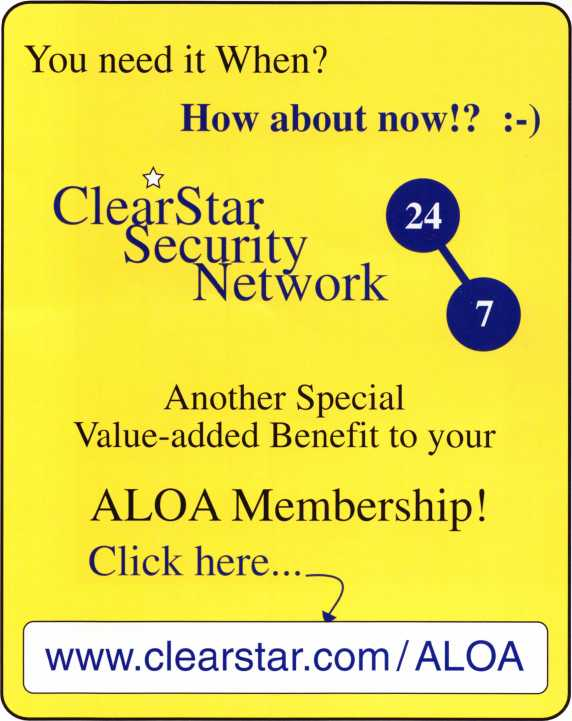 You need it When?
How about now!? :-)
ClearStar
Security
Network
24
7
Another Special
Value-added Benefit to your
ALOA Membership!
Click here...
www.clearstar.com/ALOA